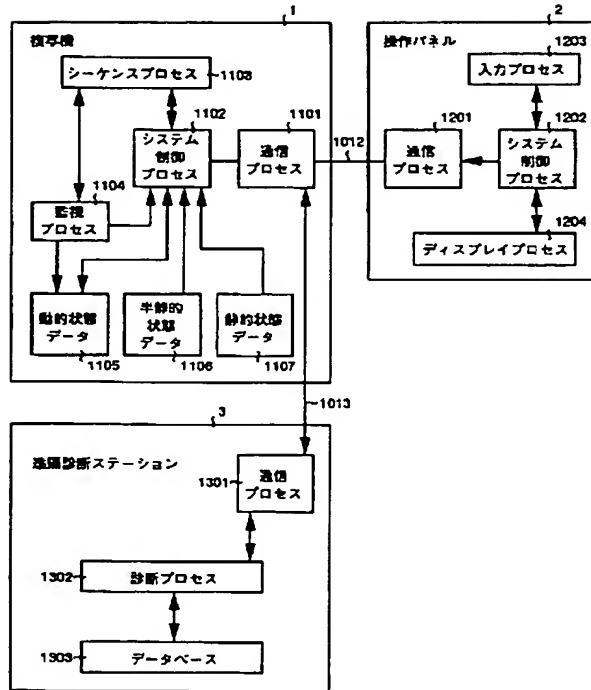 1
複写機
シーケンスプロセス
1103
1102
システム
制御
プロセス
1101
通信
プロセス
1104
監視
プロセス
動的状態
データ
1105
半静的
状態
データ
1106
静的状態
データ
1107
1012
2
操作パネル
1203
入力プロセス
1201
通信
プロセス
1202
システム
制御
プロセス
1204
ディスプレイプロセス
1013
3
遠隔診断ステーション
1301
通信
プロセス
1302
診断プロセス
1303
データベース